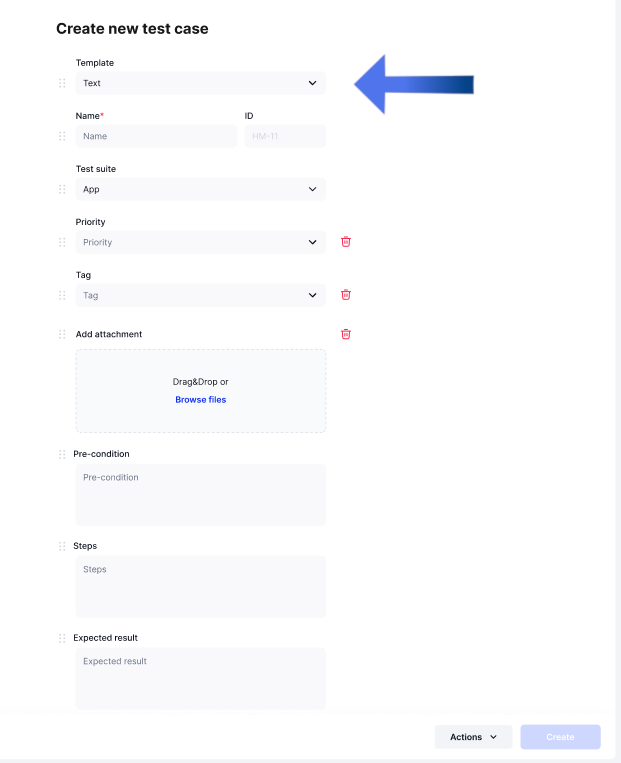 Create new test case
Template
Text
Name* ID
Name HM-11
Test suite
App
Priority
Priority
Tag
Tag
Add attachment
Drag&Drop or
Browse files
Pre-condition
Pre-condition
Steps
Steps
Expected result
Expected result
Actions Create